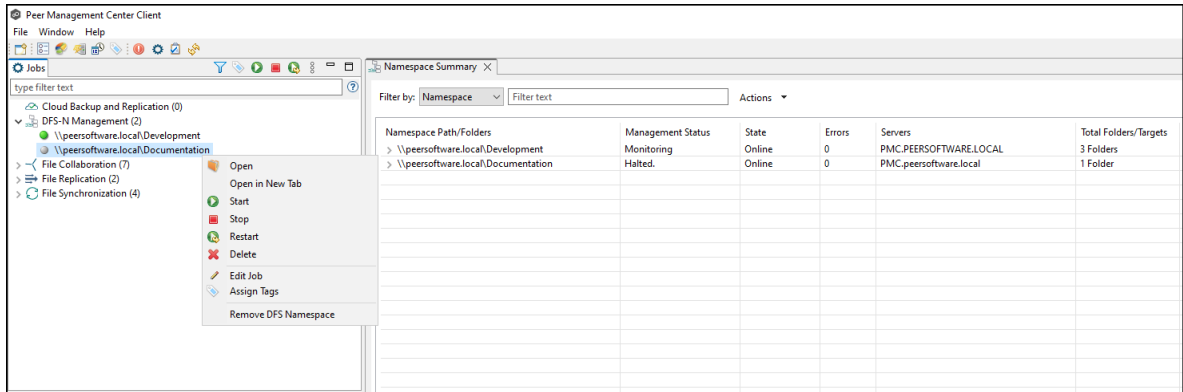 Peer Management Center Client
File Window Help
Jobs
type filter text
Cloud Backup and Replication (0)
DFS-N Management (2)
\\peersoftware.local\Development
\\peersoftware.local\Documentation
File Collaboration (7)
File Replication (2)
File Synchronization (4)
Open
Open in New Tab
Start
Stop
Restart
Delete
Edit Job
Assign Tags
Remove DFS Namespace
Namespace Summary
Filter by: Namespace Filter text Actions
Namespace Path/Folders Management Status State Errors Servers Total Folders/Targets
\\peersoftware.local\Development Monitoring Online 0 PMC.PEERSOFTWARE.LOCAL 3 Folders
\\peersoftware.local\Documentation Halted. Online 0 PMC.peersoftware.local 1 Folder